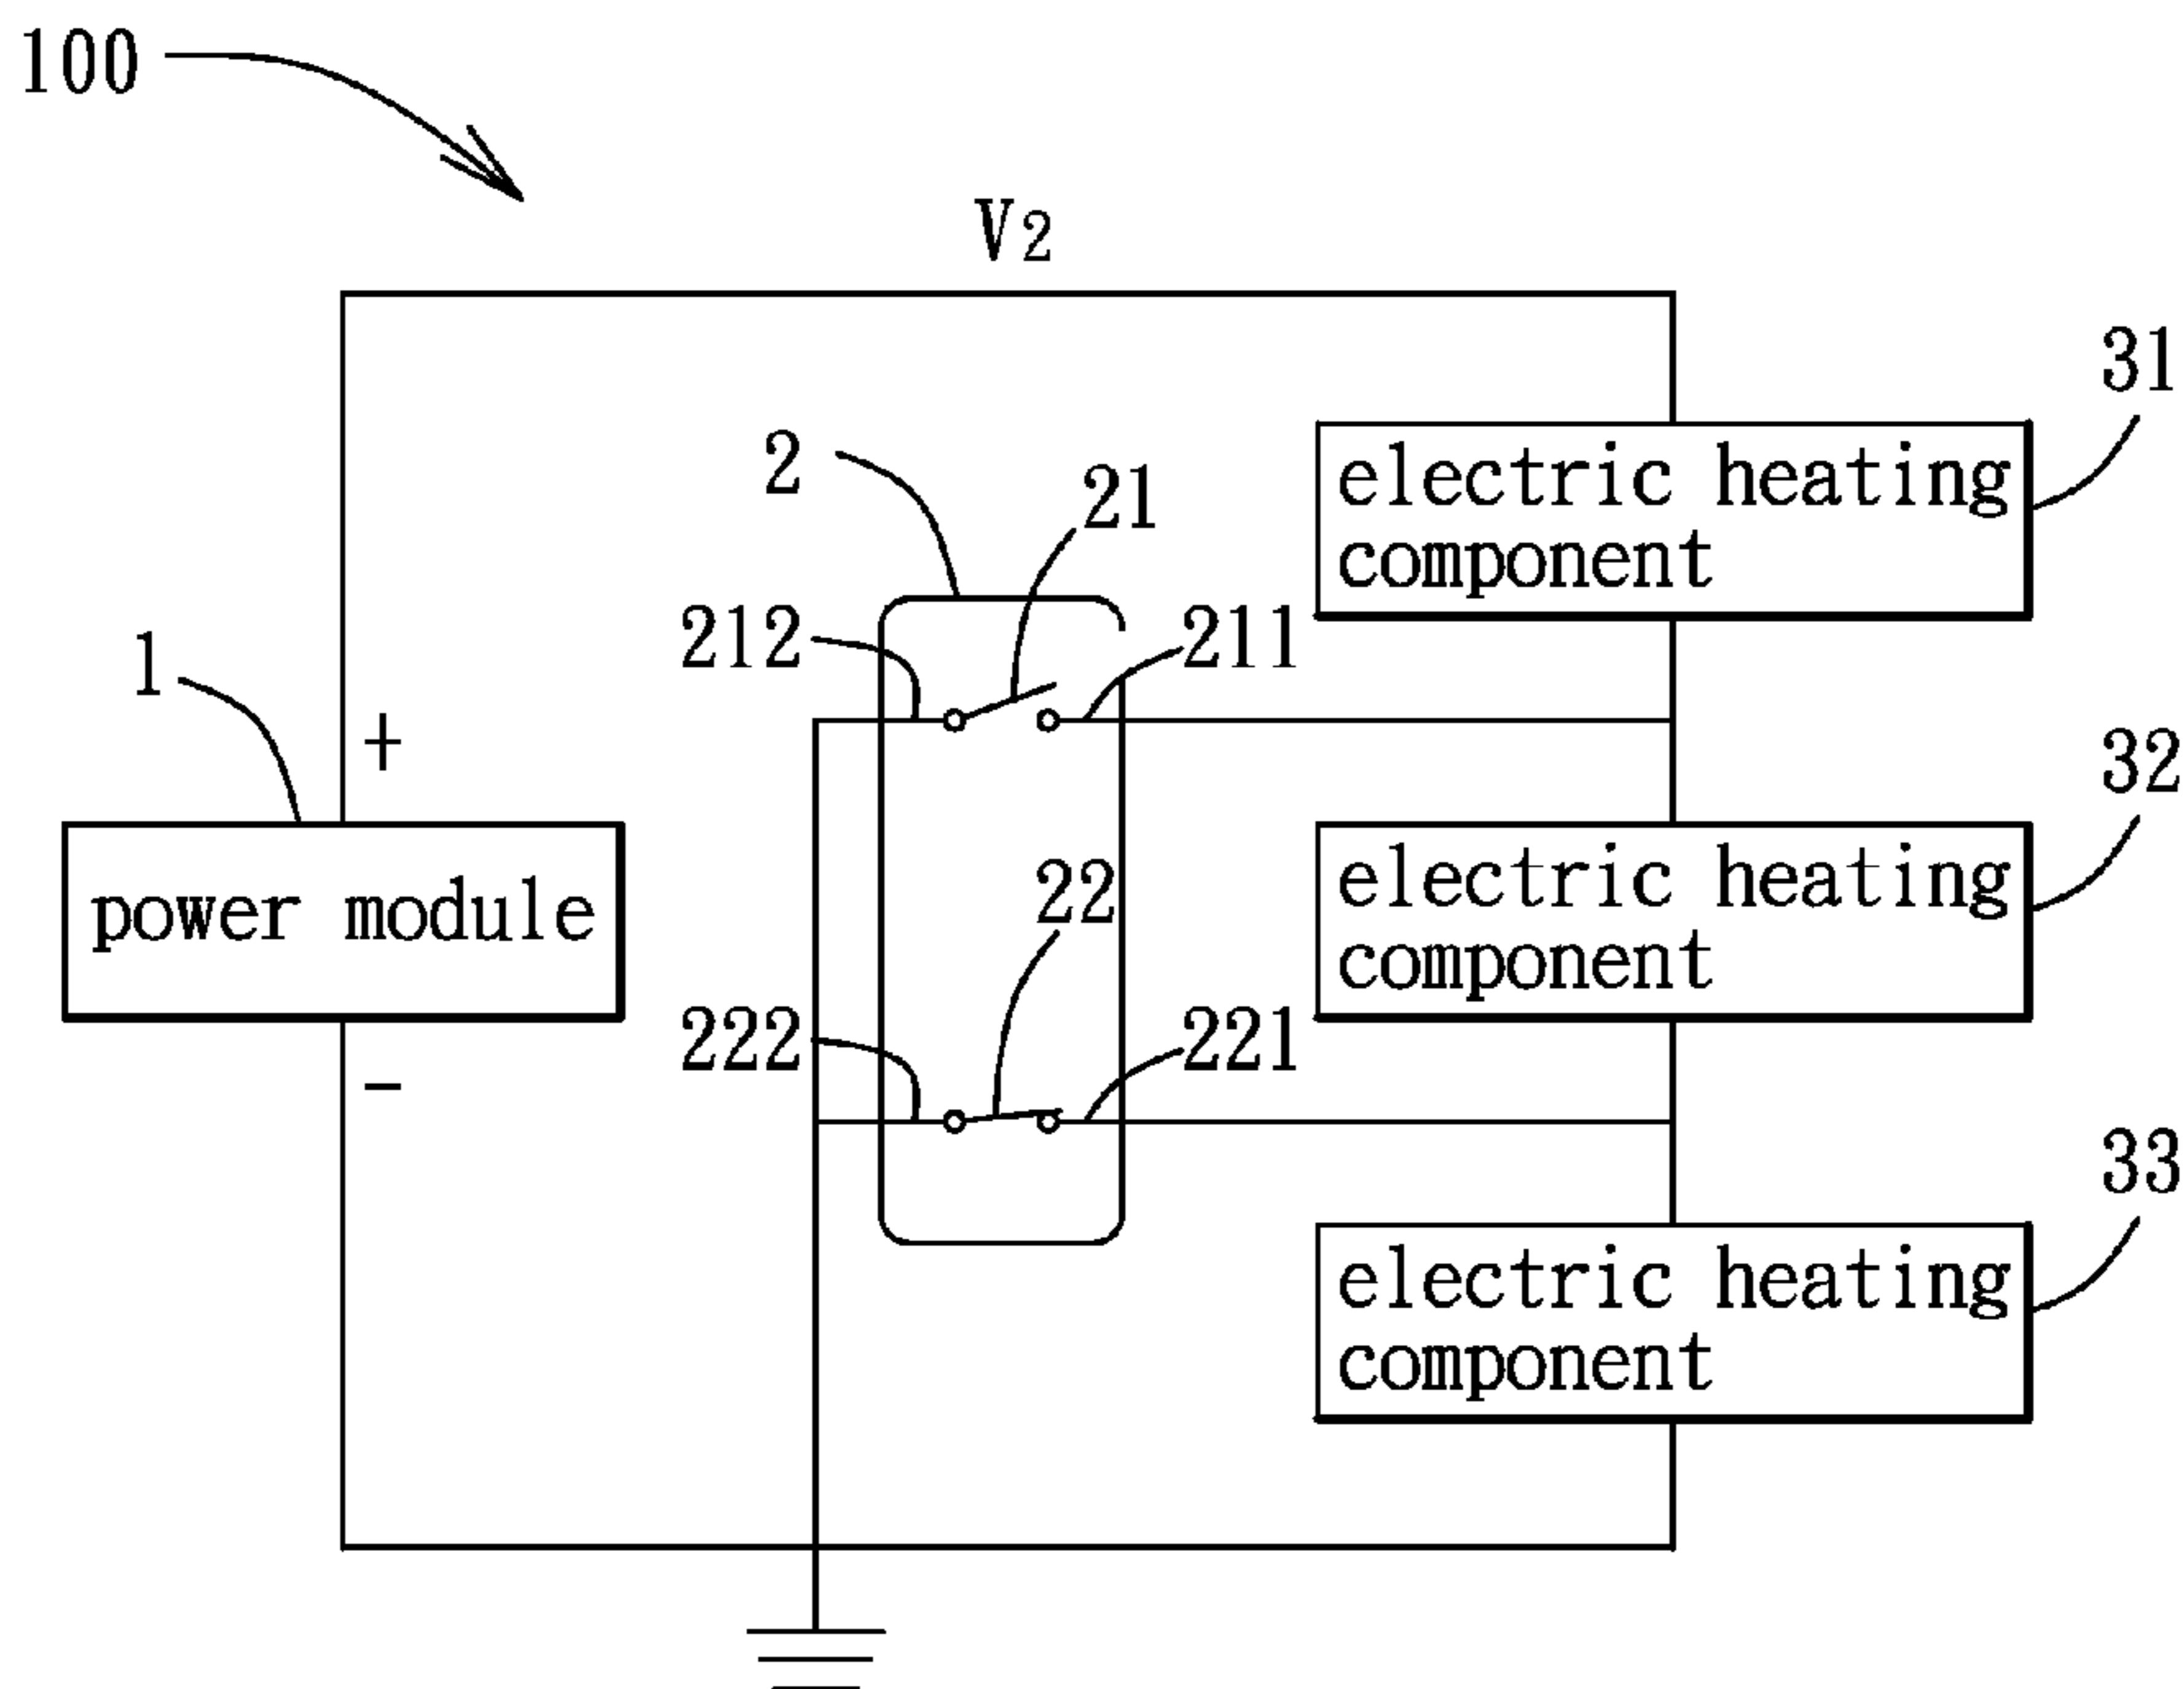 100
V2
31
2
21
electric heating
component
212
211
1
+
32
power module
22
electric heating
component
222
221
-
33
electric heating
component